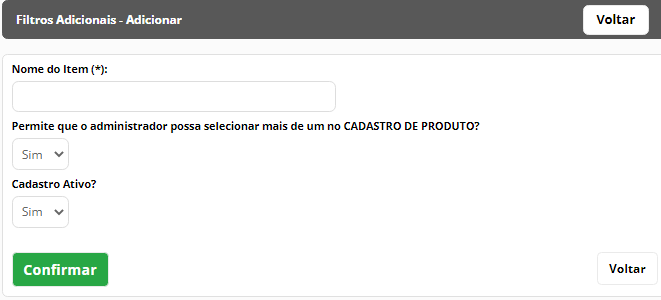 Filtros Adicionais - Adicionar
Voltar
Nome do Item (*):
Permite que o administrador possa selecionar mais de um no CADASTRO DE PRODUTO?
Sim
Cadastro Ativo?
Sim
Confirmar
Voltar